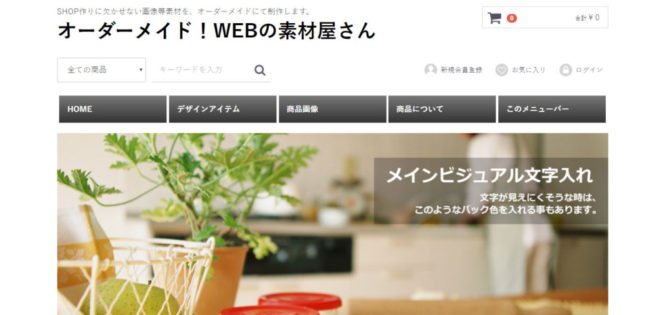 SHOP作りに欠かせない画像等素材を、オーダーメイドにて制作します。
オーダーメイド！WEBの素材屋さん
0
合計 ¥ 0
全ての商品
キーワードを入力
新規会員登録
お気に入り
ログイン
HOME
デザインアイテム
商品画像
商品について
このメニューバー
メインビジュアル文字入れ
文字が見えにくそうな時は、
このようなバック色を入れる事もあります。